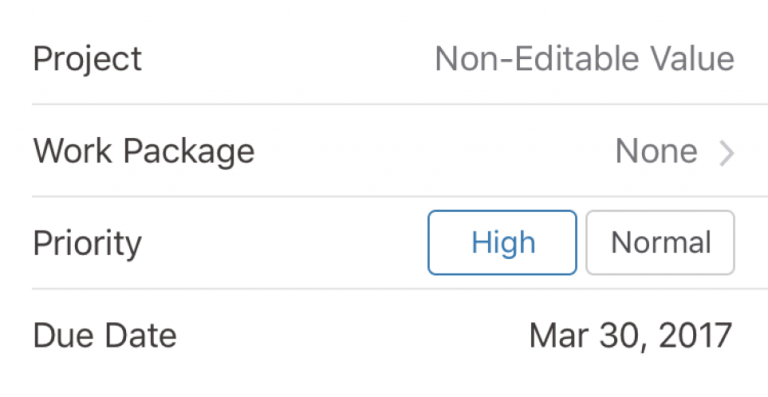 Project Non-Editable Value
Work Package None
Priority High Normal
Due Date Mar 30, 2017